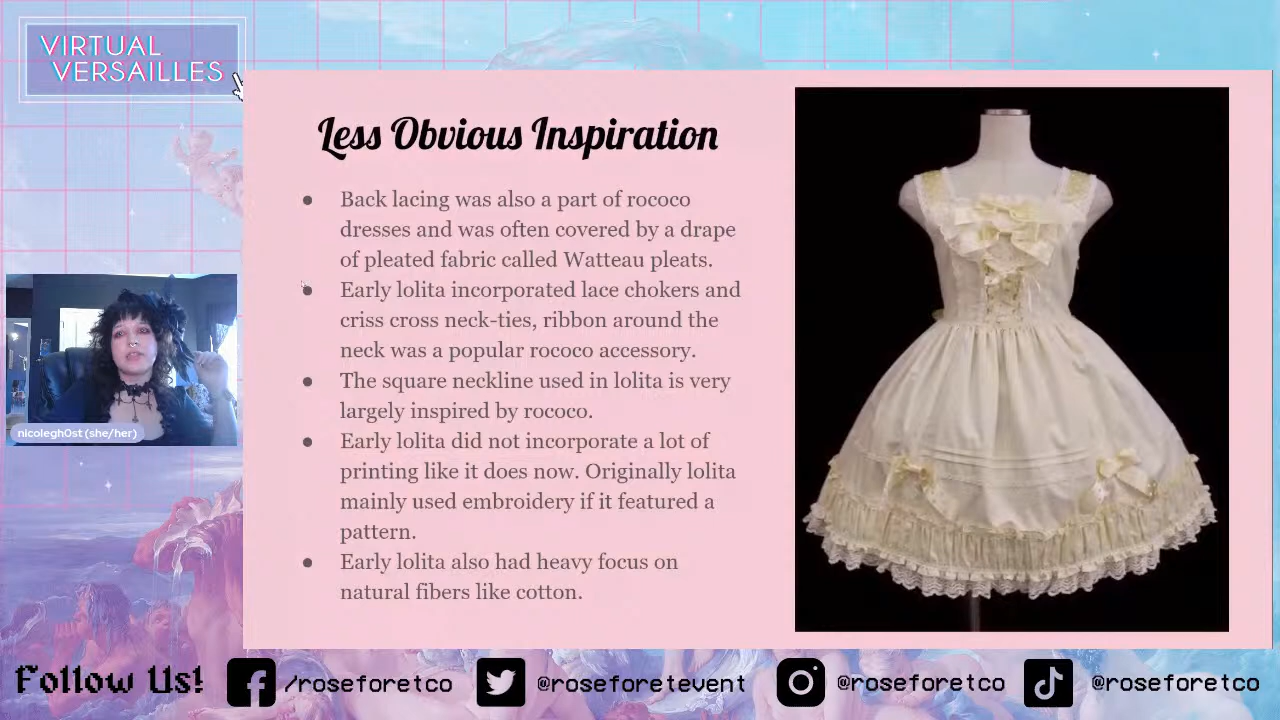 VIRTUAL
VERSAILLES
Less Obvious Inspiration
● Back lacing was also a part of rococo
dresses and was often covered by a drape
of pleated fabric called Watteau pleats.
● Early lolita incorporated lace chokers and
criss cross neck-ties, ribbon around the
neck was a popular rococo accessory.
● The square neckline used in lolita is very
largely inspired by rococo.
● Early lolita did not incorporate a lot of
printing like it does now. Originally lolita
mainly used embroidery if it featured a
pattern.
● Early lolita also had heavy focus on
natural fibers like cotton.
nicolegh0st (she/her)
Follow Us! /roseforetco @roseforetevent @roseforetco @roseforetco